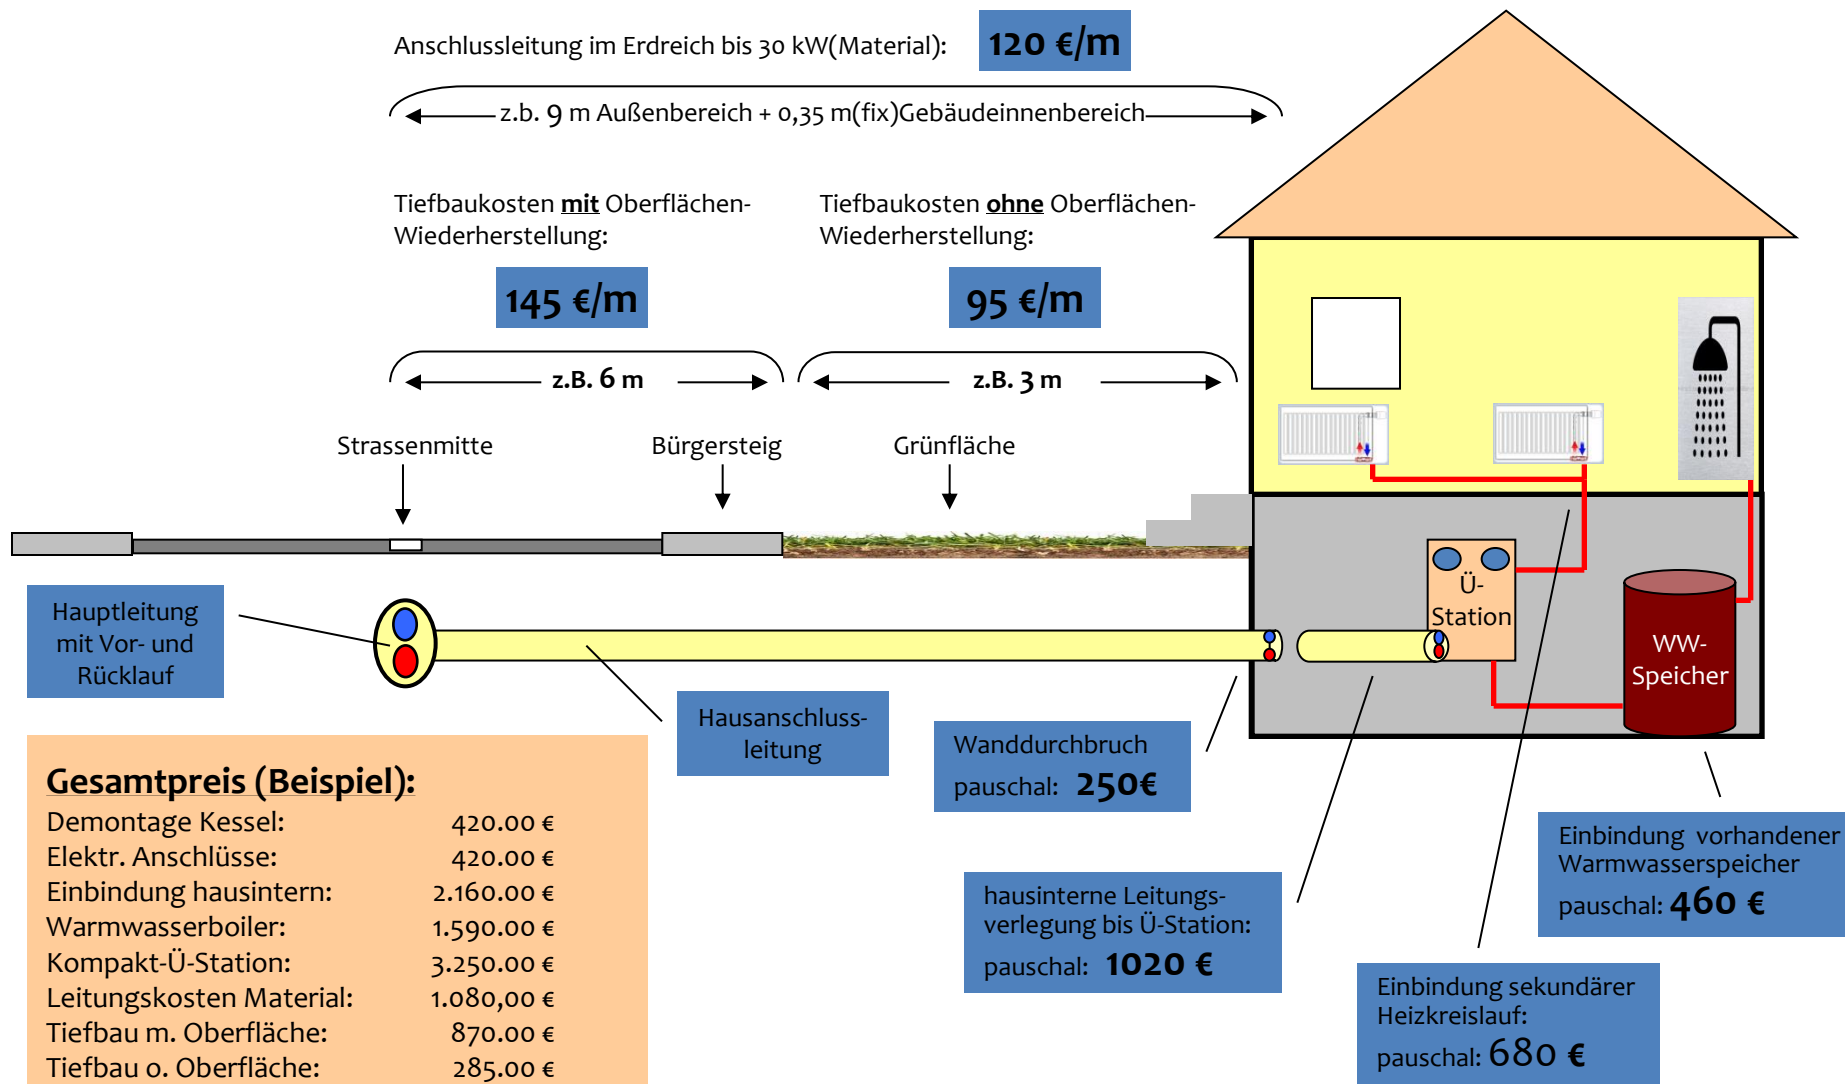 Anschlussleitung im Erdreich bis 30 kW(Material): 120 €/m
z.b. 9 m Außenbereich + 0,35 m(fix)Gebäudeinnenbereich
Tiefbaukosten mit Oberflächen-
Wiederherstellung:
145 €/m
Tiefbaukosten ohne Oberflächen-
Wiederherstellung:
95 €/m
z.B. 6 m
z.B. 3 m
Strassenmitte
Bürgersteig
Grünfläche
Ü-
Station
WW-
Speicher
Hauptleitung
mit Vor- und
Rücklauf
Hausanschluss-
leitung
Wanddurchbruch
pauschal: 250€
hausinterne Leitungs-
verlegung bis Ü-Station:
pauschal: 1020 €
Einbindung vorhandener
Warmwasserspeicher
pauschal: 460 €
Einbindung sekundärer
Heizkreislauf:
pauschal: 680 €
Gesamtpreis (Beispiel):
Demontage Kessel: 420.00 €
Elektr. Anschlüsse: 420.00 €
Einbindung hausintern: 2.160.00 €
Warmwasserboiler: 1.590.00 €
Kompakt-Ü-Station: 3.250.00 €
Leitungskosten Material: 1.080,00 €
Tiefbau m. Oberfläche: 870.00 €
Tiefbau o. Oberfläche: 285.00 €